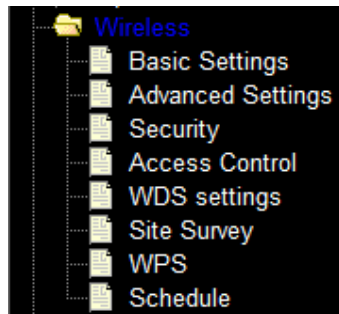 Wireless
Basic Settings
Advanced Settings
Security
Access Control
WDS settings
Site Survey
WPS
Schedule